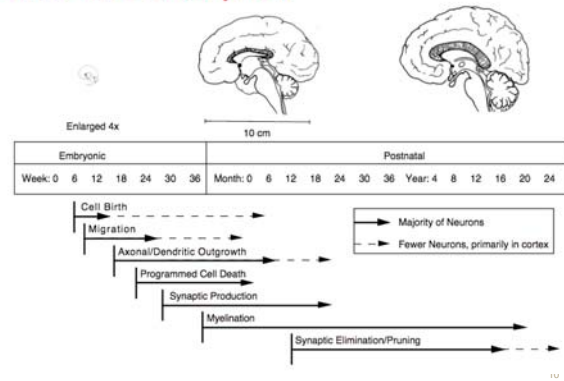 Enlarged 4x
10 cm
Embryonic Postnatal
Week: 0 6 12 18 24 30 36 Month: 0 6 12 18 24 30 36 Year: 4 8 12 16 20 24
Cell Birth
Majority of Neurons
Migration
Fewer Neurons, primarily in cortex
Axonal/Dendritic Outgrowth
Programmed Cell Death
Synaptic Production
Myelination
Synaptic Elimination/Pruning